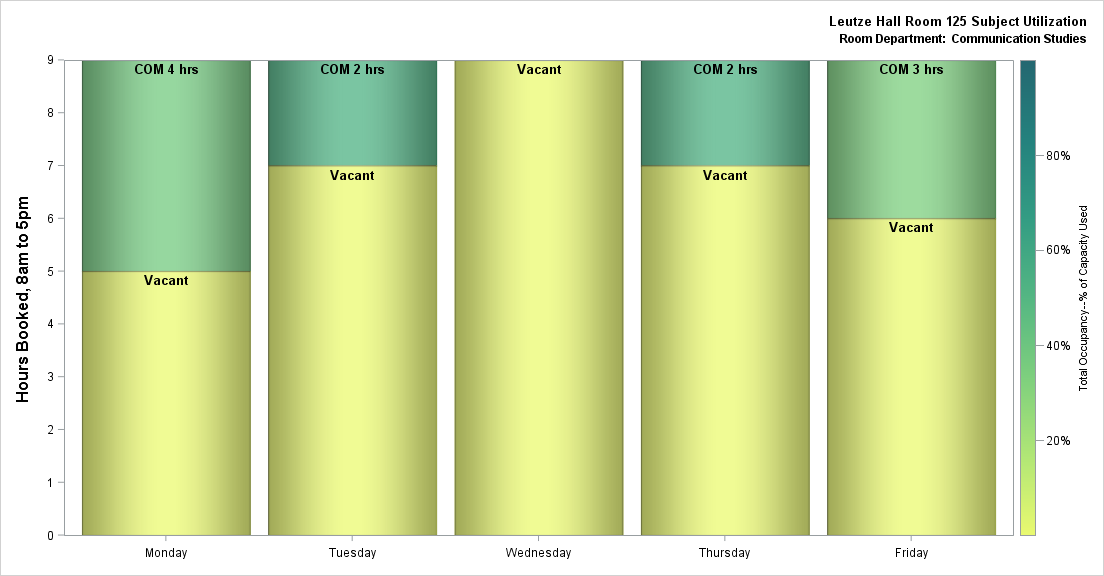 Leutze Hall Room 125 Subject Utilization
Room Department: Communication Studies
Hours Booked, 8am to 5pm
9
8
7
6
5
4
3
2
1
0
COM 4 hrs
Vacant
COM 2 hrs
Vacant
Vacant
COM 2 hrs
Vacant
COM 3 hrs
Vacant
Monday
Tuesday
Wednesday
Thursday
Friday
80%
60%
40%
20%
Total Occupancy--% of Capacity Used